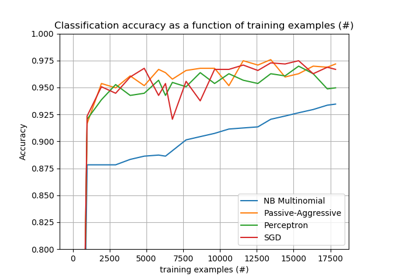 Classification accuracy as a function of training examples (#)
1.000
0.975
0.950
0.925
0.900
0.875
0.850
0.825
0.800
Accuracy
NB Multinomial
Passive-Aggressive
Perceptron
SGD
0 2500 5000 7500 10000 12500 15000 17500
training examples (#)